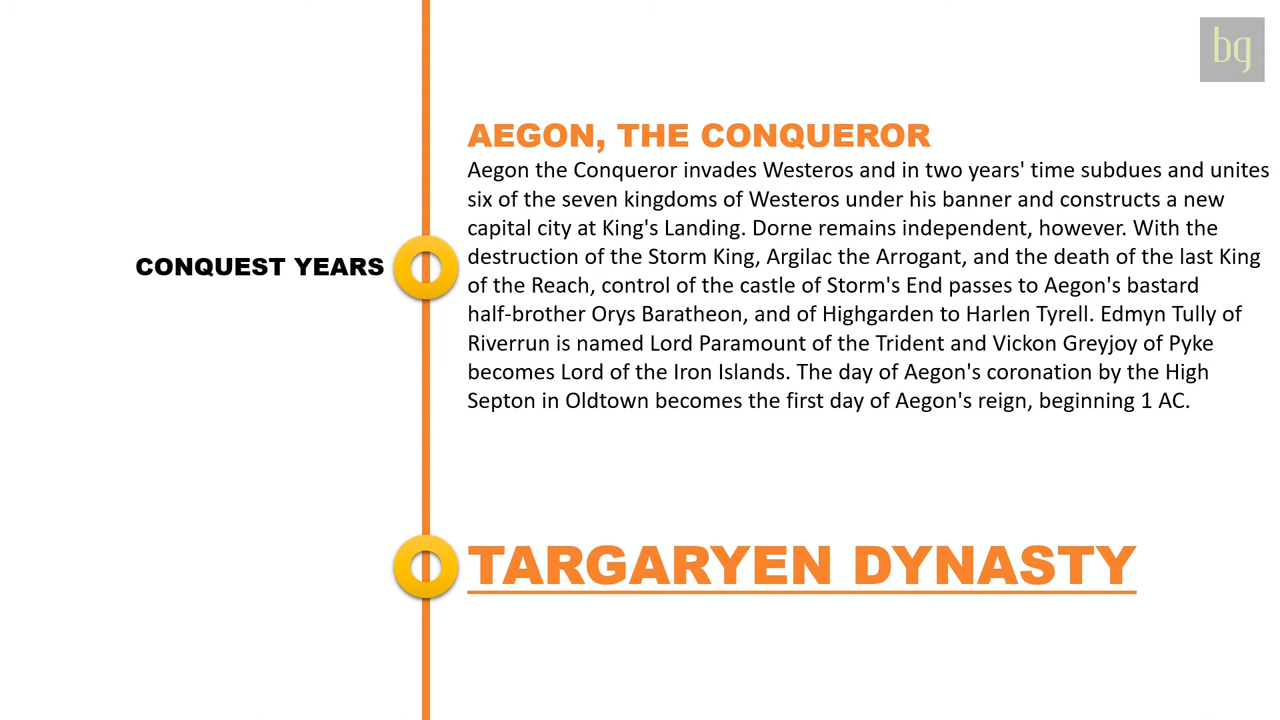 bg
AEGON, THE CONQUEROR
Aegon the Conqueror invades Westeros and in two years' time subdues and unites
six of the seven kingdoms of Westeros under his banner and constructs a new
capital city at King's Landing. Dorne remains independent, however. With the
destruction of the Storm King, Argilac the Arrogant, and the death of the last King
of the Reach, control of the castle of Storm's End passes to Aegon's bastard
half-brother Orys Baratheon, and of Highgarden to Harlen Tyrell. Edmyn Tully of
Riverrun is named Lord Paramount of the Trident and Vickon Greyjoy of Pyke
becomes Lord of the Iron Islands. The day of Aegon's coronation by the High
Septon in Oldtown becomes the first day of Aegon's reign, beginning 1 AC.
CONQUEST YEARS
TARGARYEN DYNASTY